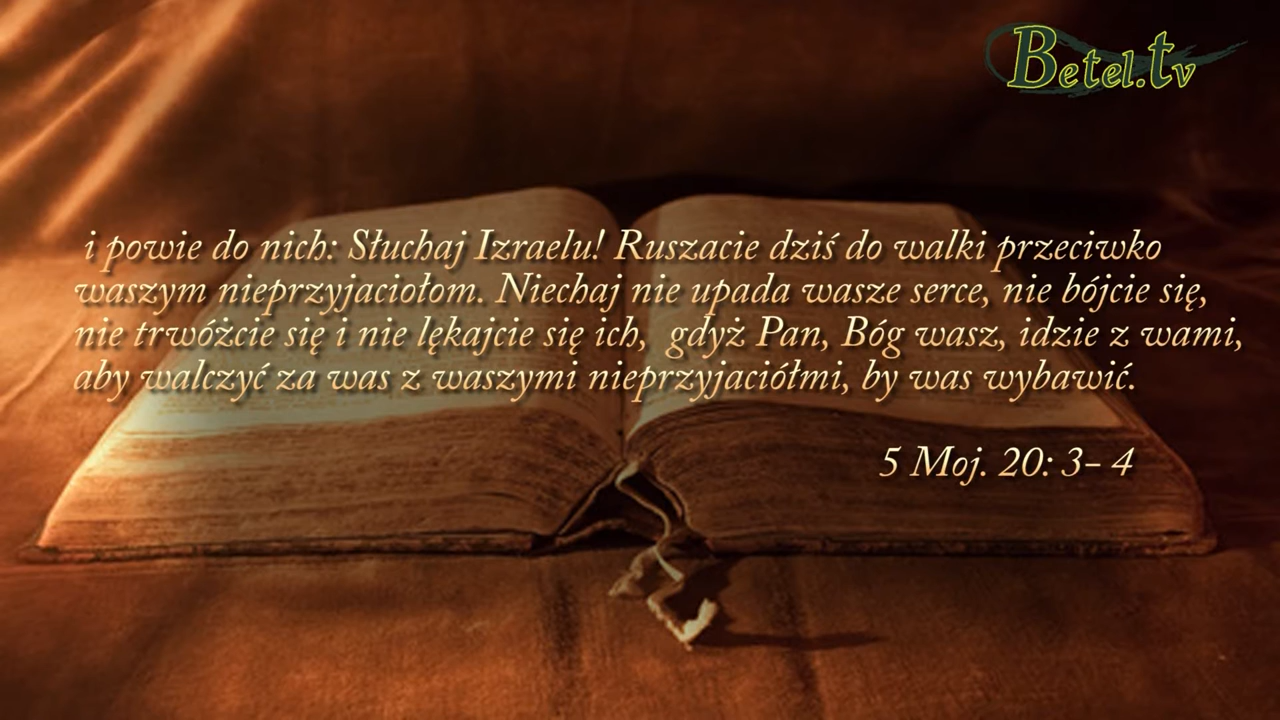 Betel.tv
i powie do nich: Słuchaj Izraelu! Ruszacie dziś do walki przeciwko
waszym nieprzyjaciołom. Niechaj nie upada wasze serce, nie bójcie się,
nie trwóżcie się i nie lękajcie się ich, gdyż Pan, Bóg wasz, idzie z wami,
aby walczyć za was z waszymi nieprzyjaciółmi, by was wybawić.
5 Moj. 20: 3- 4